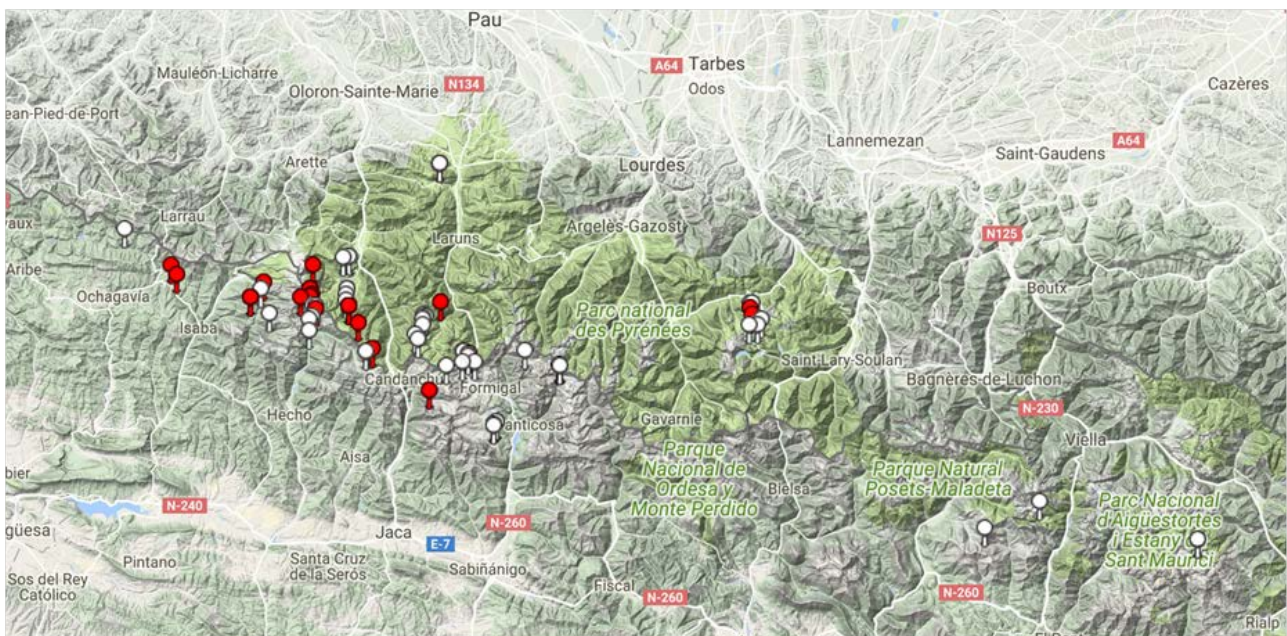 Pau
Mauléon-Licharre
N134
A64
Tarbes
Odos
Cazères
Oloron-Sainte-Marie
ean-Pied-de-Port
Lannemezan
A64
Saint-Gaudens
Arette
Lourdes
Larrau
vaux
Argelès-Gazost
N125
Laruns
Aribe
Ochagavía
Boutx
Isaba
Parc national
des Pyrénées
Saint-Lary-Soulan
Candanchu
Formigal
Bagnères-de-Luchon
N-230
Hecho
Gavarnie
anticosa
Viella
Aisa
Parque
Nacional de
Ordesa y
Monte Perdido
Bielsa
Parque Natural
Posets-Maladeta
bier
N-240
Parc Nacional
d'Aigüestortes
i Estany
Sant Maurici
güesa
Jaca
N-260
E-7
Pintano
Santa Cruz
de la Serós
Sabiñánigo
Sos del Rey
Católico
Fiscal
N-260
N-260
Rialp